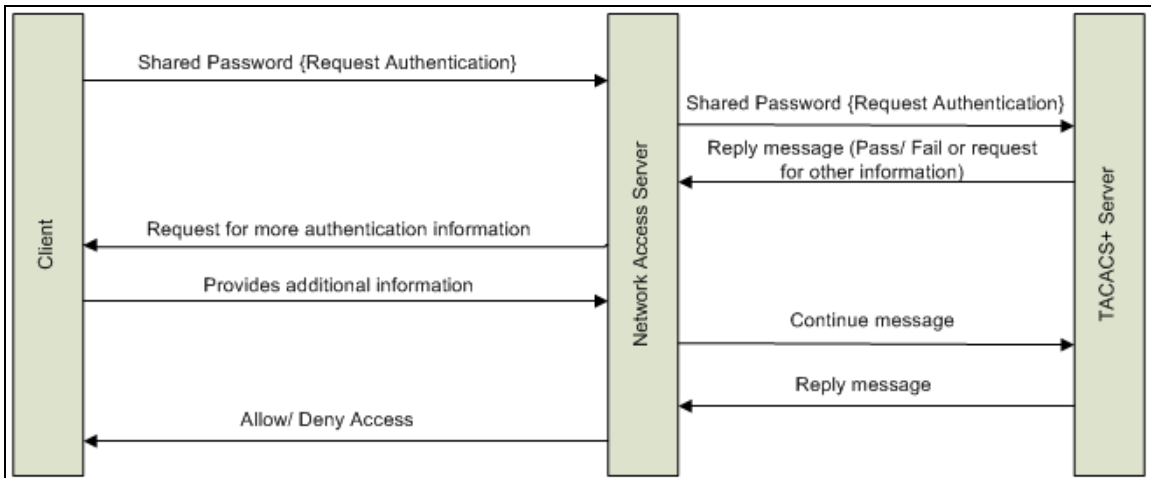 Shared Password {Request Authentication}
Shared Password {Request Authentication}
Reply message (Pass/ Fail or request
for other information)
Client
Network Access Server
TACACS+ Server
Request for more authentication information
Provides additional information
Continue message
Reply message
Allow/ Deny Access